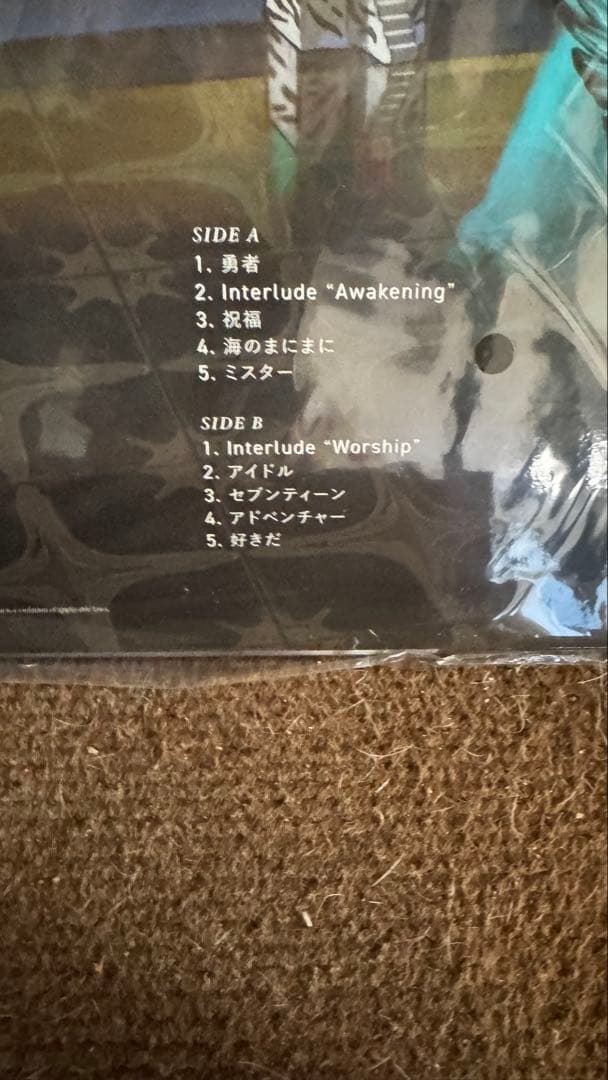 SIDE A
1、勇者
2、Interlude “Awakening”
3、祝福
4、海のまにまに
5、ミスター
SIDE B
1、Interlude “Worship”
2、アイドル
3、セブンティーン
4、アドベンチャー
5、好きだ